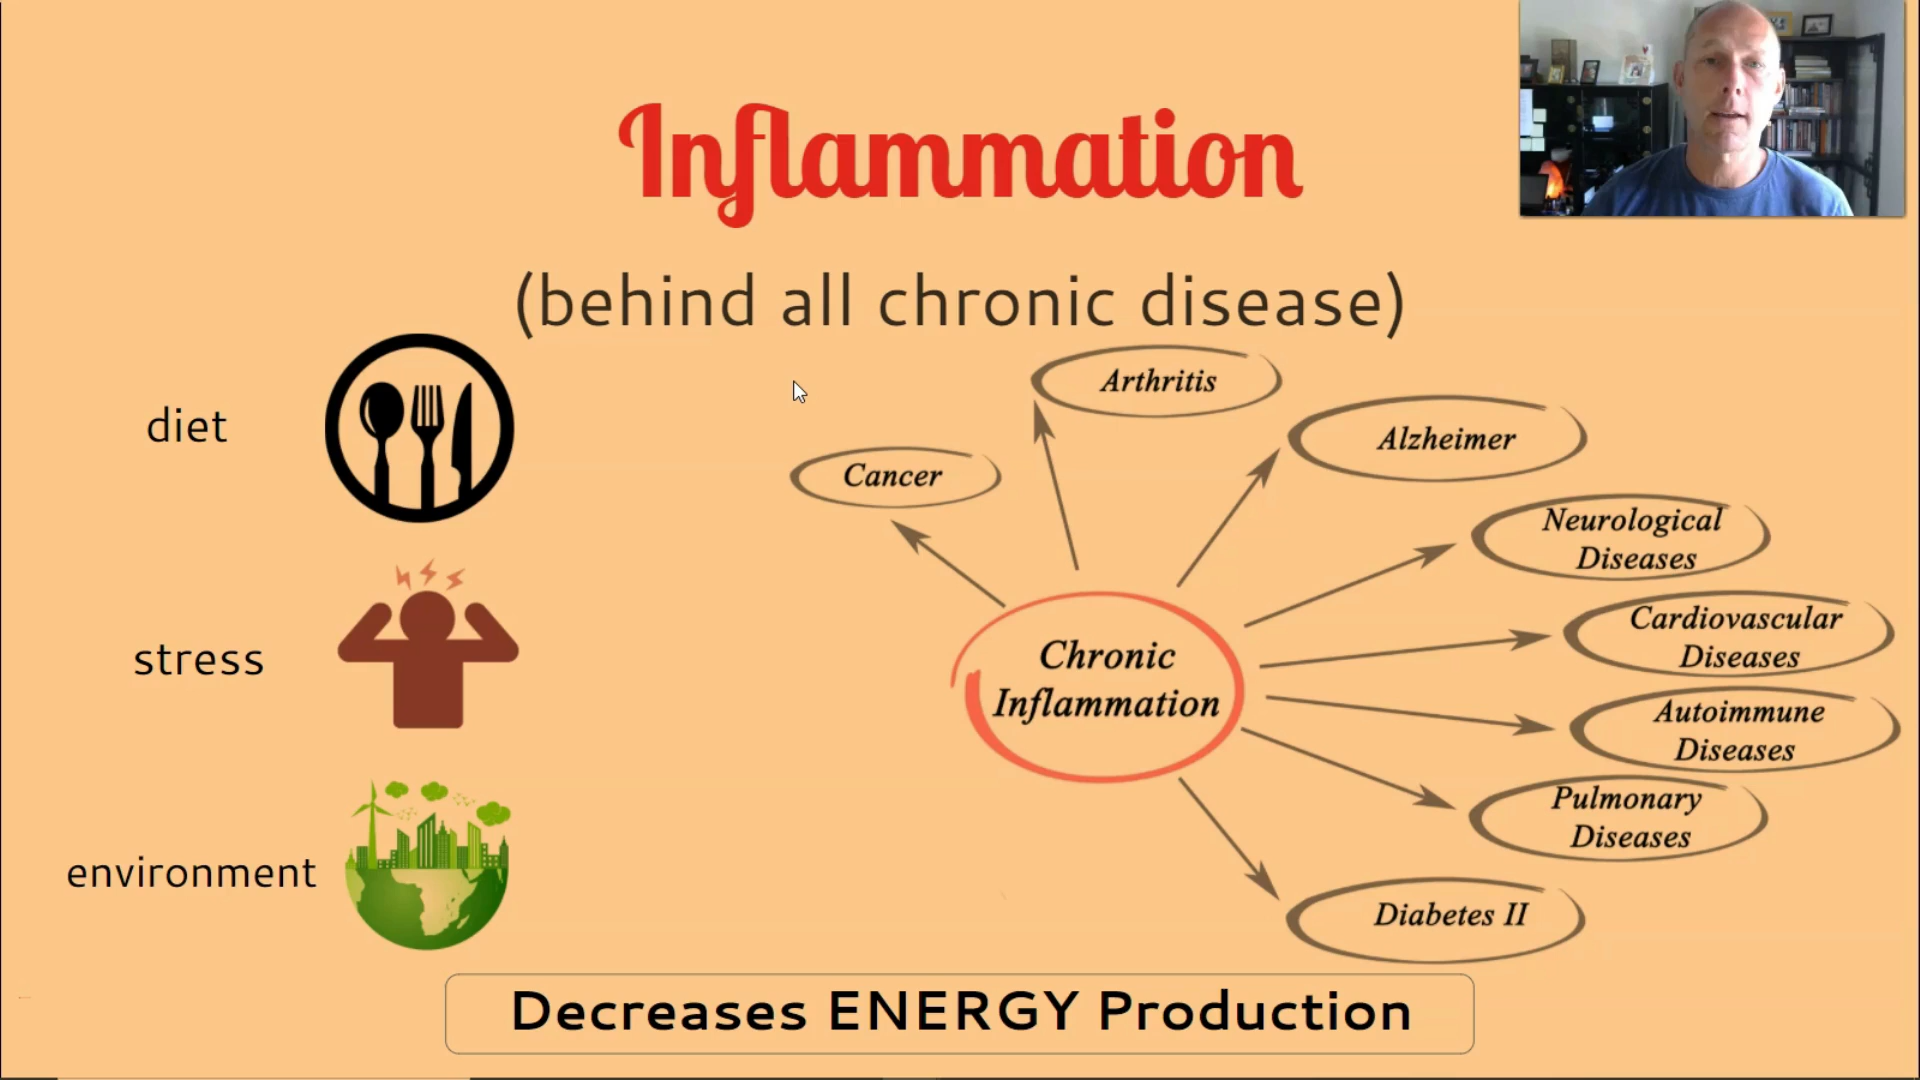 Inflammation
(behind all chronic disease)
diet
stress
environment
Arthritis
Alzheimer
Cancer
Neurological
Diseases
Cardiovascular
Diseases
Chronic
Inflammation
Autoimmune
Diseases
Pulmonary
Diseases
Diabetes II
Decreases ENERGY Production